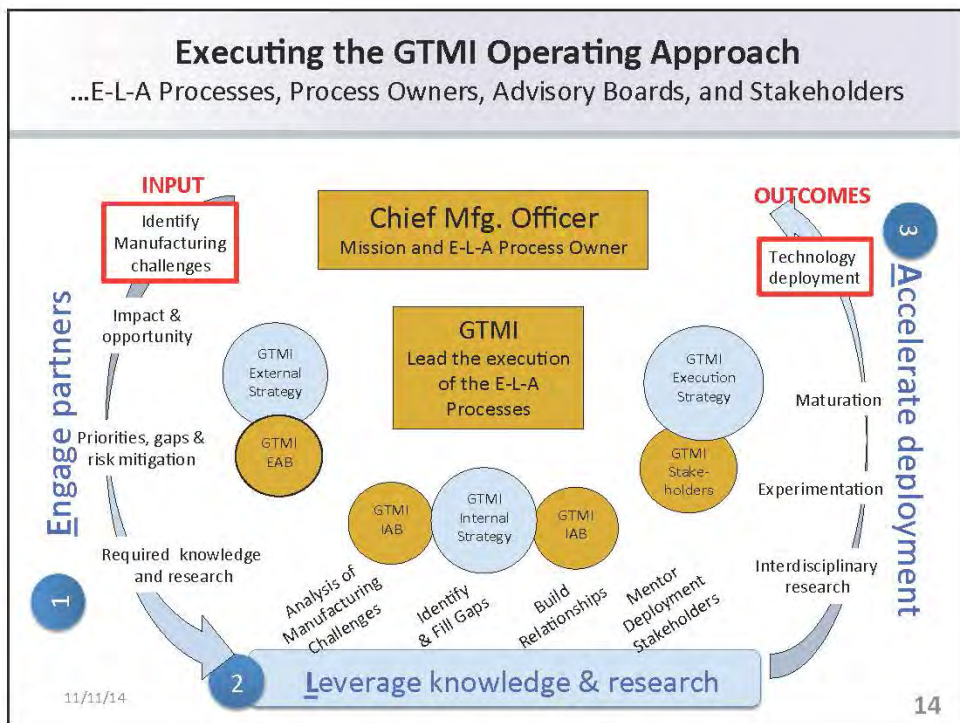 Executing the GTMI Operating Approach
...E-L-A Processes, Process Owners, Advisory Boards, and Stakeholders
INPUT
Identify
Manufacturing
challenges
Impact &
opportunity
Priorities, gaps &
risk mitigation
Required knowledge
and research
Engage partners
1
Chief Mfg. Officer
Mission and E-L-A Process Owner
GTMI
Lead the execution
of the E-L-A
Processes
GTMI
External
Strategy
GTMI
EAB
GTMI
IAB
GTMI
Internal
Strategy
GTMI
IAB
GTMI
Execution
Strategy
GTMI
Stake-
holders
Analysis of
Manufacturing
Challenges
Identify
& Fill Gaps
Build
Relationships
Mentor
Deployment
Stakeholders
2
Leverage knowledge & research
OUTCOMES
Technology
deployment
Maturation
Experimentation
Interdisciplinary
research
3
Accelerate deployment
11/11/14
14